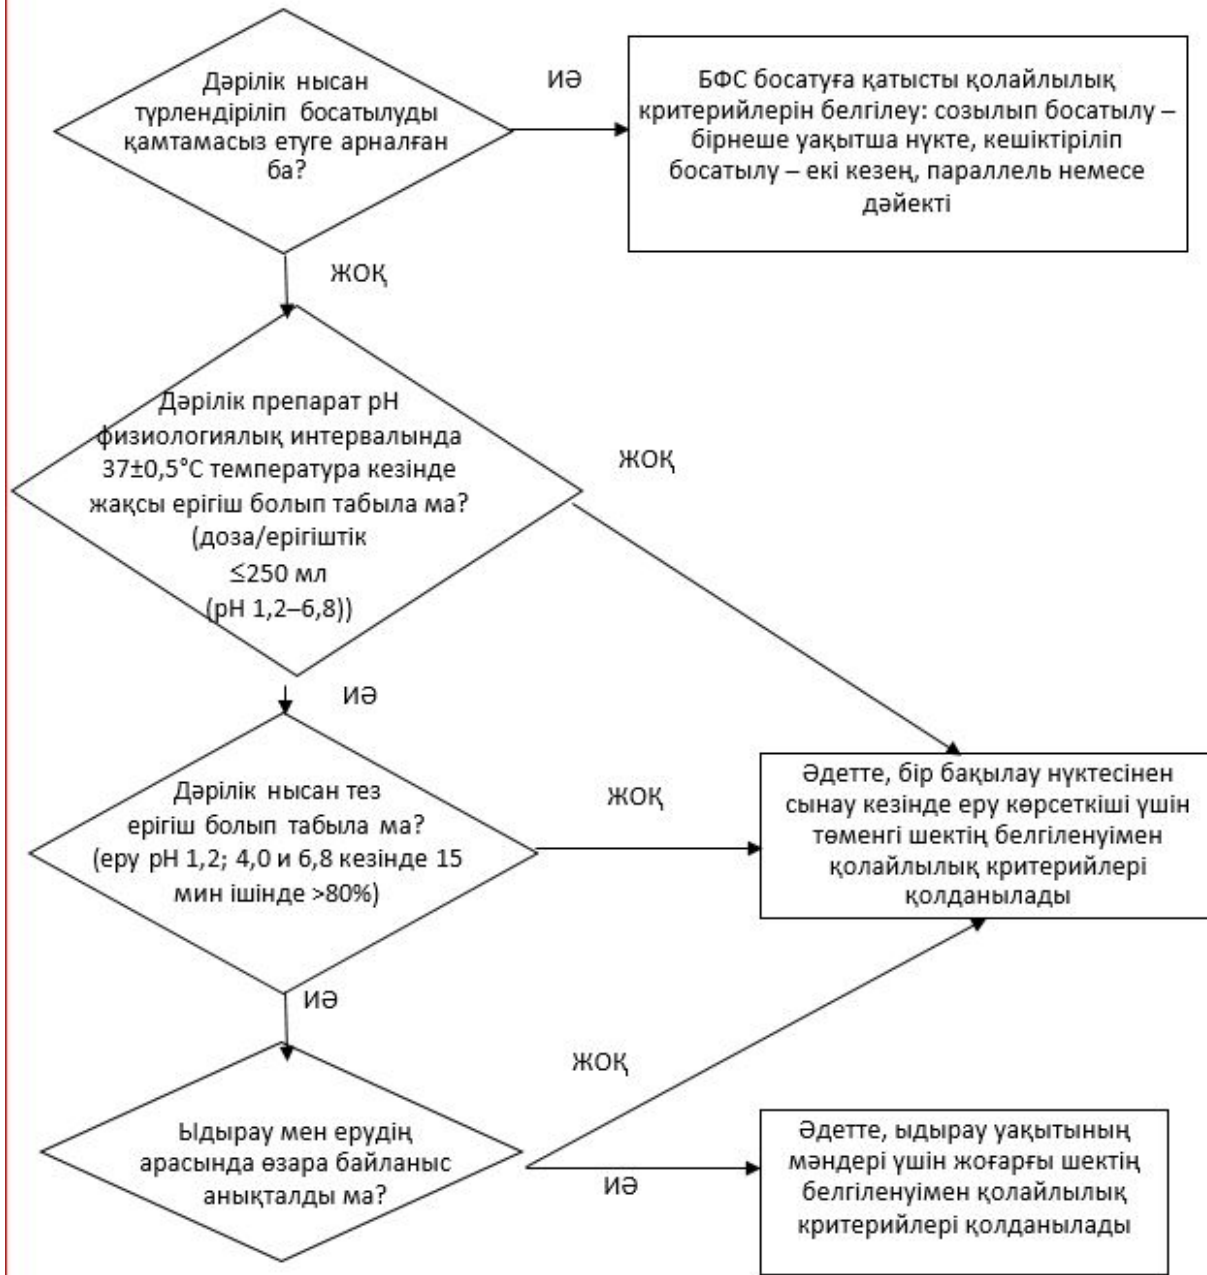 Дәрілік нысан
түрлендіріліп босатылуды
қамтамасыз етуге арналған
ба?
ИӘ
БФС босатуға қатысты қолайлылық
критерийлерін белгілеу: созылып босатылу –
бірнеше уақытша нүкте, кешіктіріліп
босатылу – екі кезең, параллель немесе
дәйекті
ЖОҚ
Дәрілік препарат pH
физиологиялық интервалында
37±0,5°С температура кезінде
жақсы ерігіш болып табыла ма?
(доза/ерігіштік
≤250 мл
(pH 1,2–6,8))
ЖОҚ
ИӘ
Дәрілік нысан тез
ерігіш болып табыла ма?
(еру pH 1,2; 4,0 и 6,8 кезінде 15
мин ішінде >80%)
ЖОҚ
Әдетте, бір бақылау нүктесінен
сынау кезінде еру көрсеткіші үшін
төменгі шектің белгіленуімен
қолайлылық критерийлері
қолданылады
ИӘ
Ыдырау мен ерудің
арасында өзара байланыс
анықталды ма?
ЖОҚ
ИӘ
Әдетте, ыдырау уақытының
мәндері үшін жоғарғы шектің
белгіленуімен қолайлылық
критерийлері қолданылады